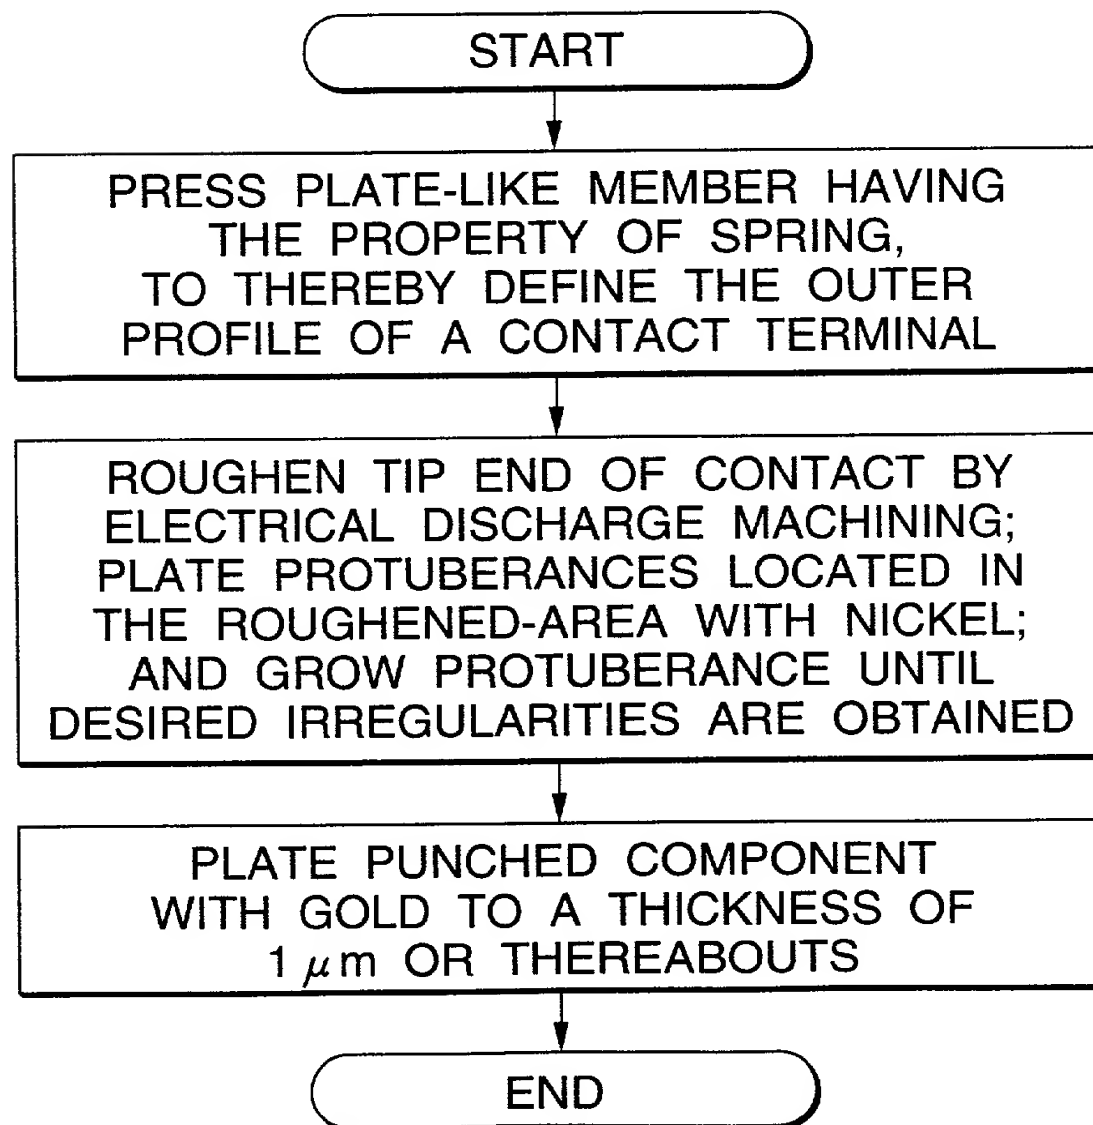 START
PRESS PLATE-LIKE MEMBER HAVING
THE PROPERTY OF SPRING,
TO THEREBY DEFINE THE OUTER
PROFILE OF A CONTACT TERMINAL
ROUGHEN TIP END OF CONTACT BY
ELECTRICAL DISCHARGE MACHINING;
PLATE PROTUBERANCES LOCATED IN
THE ROUGHENED-AREA WITH NICKEL;
AND GROW PROTUBERANCE UNTIL
DESIRED IRREGULARITIES ARE OBTAINED
PLATE PUNCHED COMPONENT
WITH GOLD TO A THICKNESS OF
1 μm OR THEREABOUTS
END